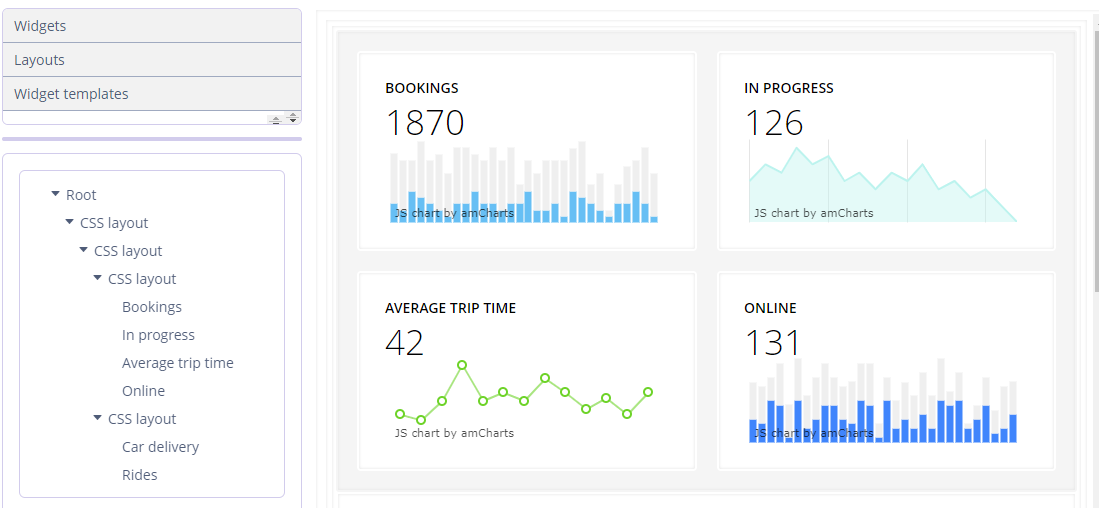 Widgets
Layouts
Widget templates
Root
CSS layout
CSS layout
CSS layout
Bookings
In progress
Average trip time
Online
CSS layout
Car delivery
Rides
BOOKINGS
1870
JS chart by amCharts
IN PROGRESS
126
JS chart by amCharts
AVERAGE TRIP TIME
42
JS chart by amCharts
ONLINE
131
JS chart by amCharts